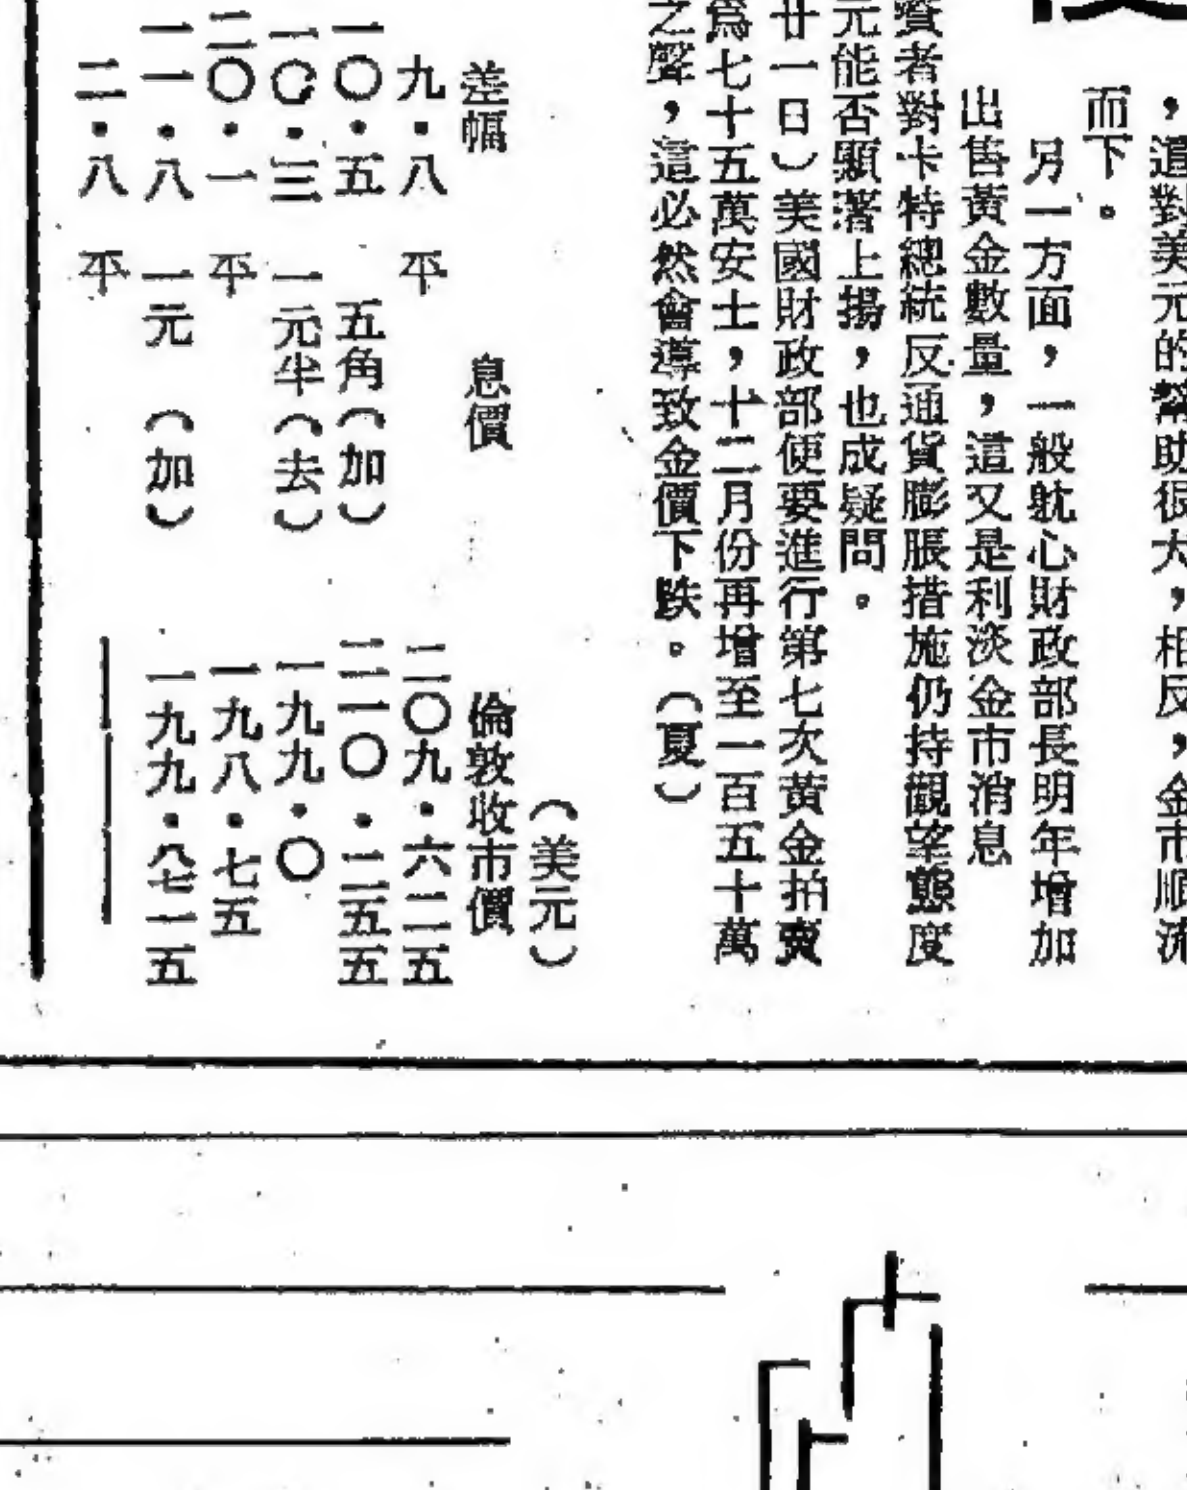 ，這對美元的幫助很大，相反，金市順流
而下。
另一方面，一般躭心財政部長明年增加
出售黃金數量，這又是利淡金市消息
資者對卡特總統反通貨膨脹措施仍持觀望態度
元能否顯著上揚，也成疑問。
廿一日）美國財政部便要進行第七次黃金拍賣
爲七十五萬安士，十二月份再增至一百五十萬
之聲，這必然會導致金價下跌。（夏）
（美元）
差幅 息價 倫敦收市價
九・八 平 二〇九・六二五
一〇・五 五角（加） 二一〇・二五五
一〇・三 一元半（去） 一九九・〇
二〇・一 平 一九八・七五
一一・八 一元（加） 一九九・八七一五
二・八 平